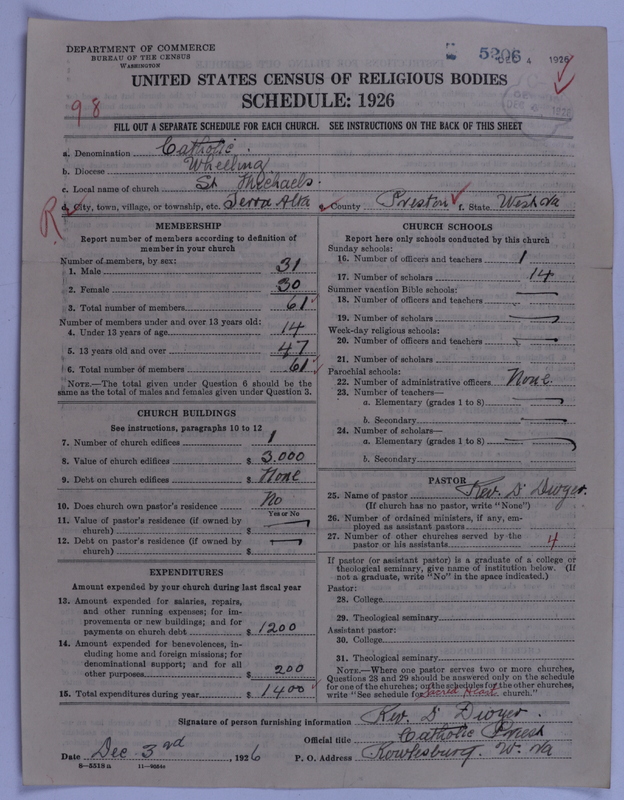 DEPARTMENT OF COMMERCE
BUREAU OF THE CENSUS
WASHINGTON
5206
DEC 4 1926
UNITED STATES CENSUS OF RELIGIOUS BODIES
SCHEDULE: 1926
98
FILL OUT A SEPARATE SCHEDULE FOR EACH CHURCH. SEE INSTRUCTIONS ON THE BACK OF THIS SHEET
a. Denomination Catholic.
b. Diocese Wheeling
c. Local name of church St Michaels.
R
d. City, town, village, or township, etc. Terra Alta e. County Preston f. State West Va
MEMBERSHIP
Report number of members according to definition of
member in your church
Number of members, by sex:
1. Male 31
2. Female 30
3. Total number of members 61
Number of members under and over 13 years old:
4. Under 13 years of age 14
5. 13 years old and over 47
6. Total number of members 61
NOTE.—The total given under Question 6 should be the
same as the total of males and females given under Question 3.
CHURCH BUILDINGS
See instructions, paragraphs 10 to 12
7. Number of church edifices 1
8. Value of church edifices $ 3.000
9. Debt on church edifices $ None
10. Does church own pastor's residence No
Yes or No
11. Value of pastor's residence (if owned by
church) $
12. Debt on pastor's residence (if owned by
church) $
EXPENDITURES
Amount expended by your church during last fiscal year
13. Amount expended for salaries, repairs,
and other running expenses; for im-
provements or new buildings; and for
payments on church debt $ 1200
14. Amount expended for benevolences, in-
cluding home and foreign missions; for
denominational support; and for all
other purposes $ 200
15. Total expenditures during year $ 1400
CHURCH SCHOOLS
Report here only schools conducted by this church
Sunday schools:
16. Number of officers and teachers 1
17. Number of scholars 14
Summer vacation Bible schools:
18. Number of officers and teachers
19. Number of scholars
Week-day religious schools:
20. Number of officers and teachers
21. Number of scholars
Parochial schools:
22. Number of administrative officers None.
23. Number of teachers—
a. Elementary (grades 1 to 8)
b. Secondary
24. Number of scholars—
a. Elementary (grades 1 to 8)
b. Secondary
PASTOR
25. Name of pastor Rev. D Dwyer.
(If church has no pastor, write "None")
26. Number of ordained ministers, if any, em-
ployed as assistant pastors
27. Number of other churches served by the
pastor or his assistants 4
If pastor (or assistant pastor) is a graduate of a college or
theological seminary, give name of institution below. (If
not a graduate, write "No" in the space indicated.)
Pastor:
28. College
29. Theological seminary
Assistant pastor:
30. College
31. Theological seminary
NOTE.—Where one pastor serves two or more churches,
Questions 28 and 29 should be answered only on the schedule
for one of the churches; on the schedules for the other churches,
write "See schedule for Sacred Heart church."
Signature of person furnishing information Rev. D Dwyer.
Official title Catholic Priest
Date Dec 3rd, 1926 P. O. Address Rowlesburg. W. Va